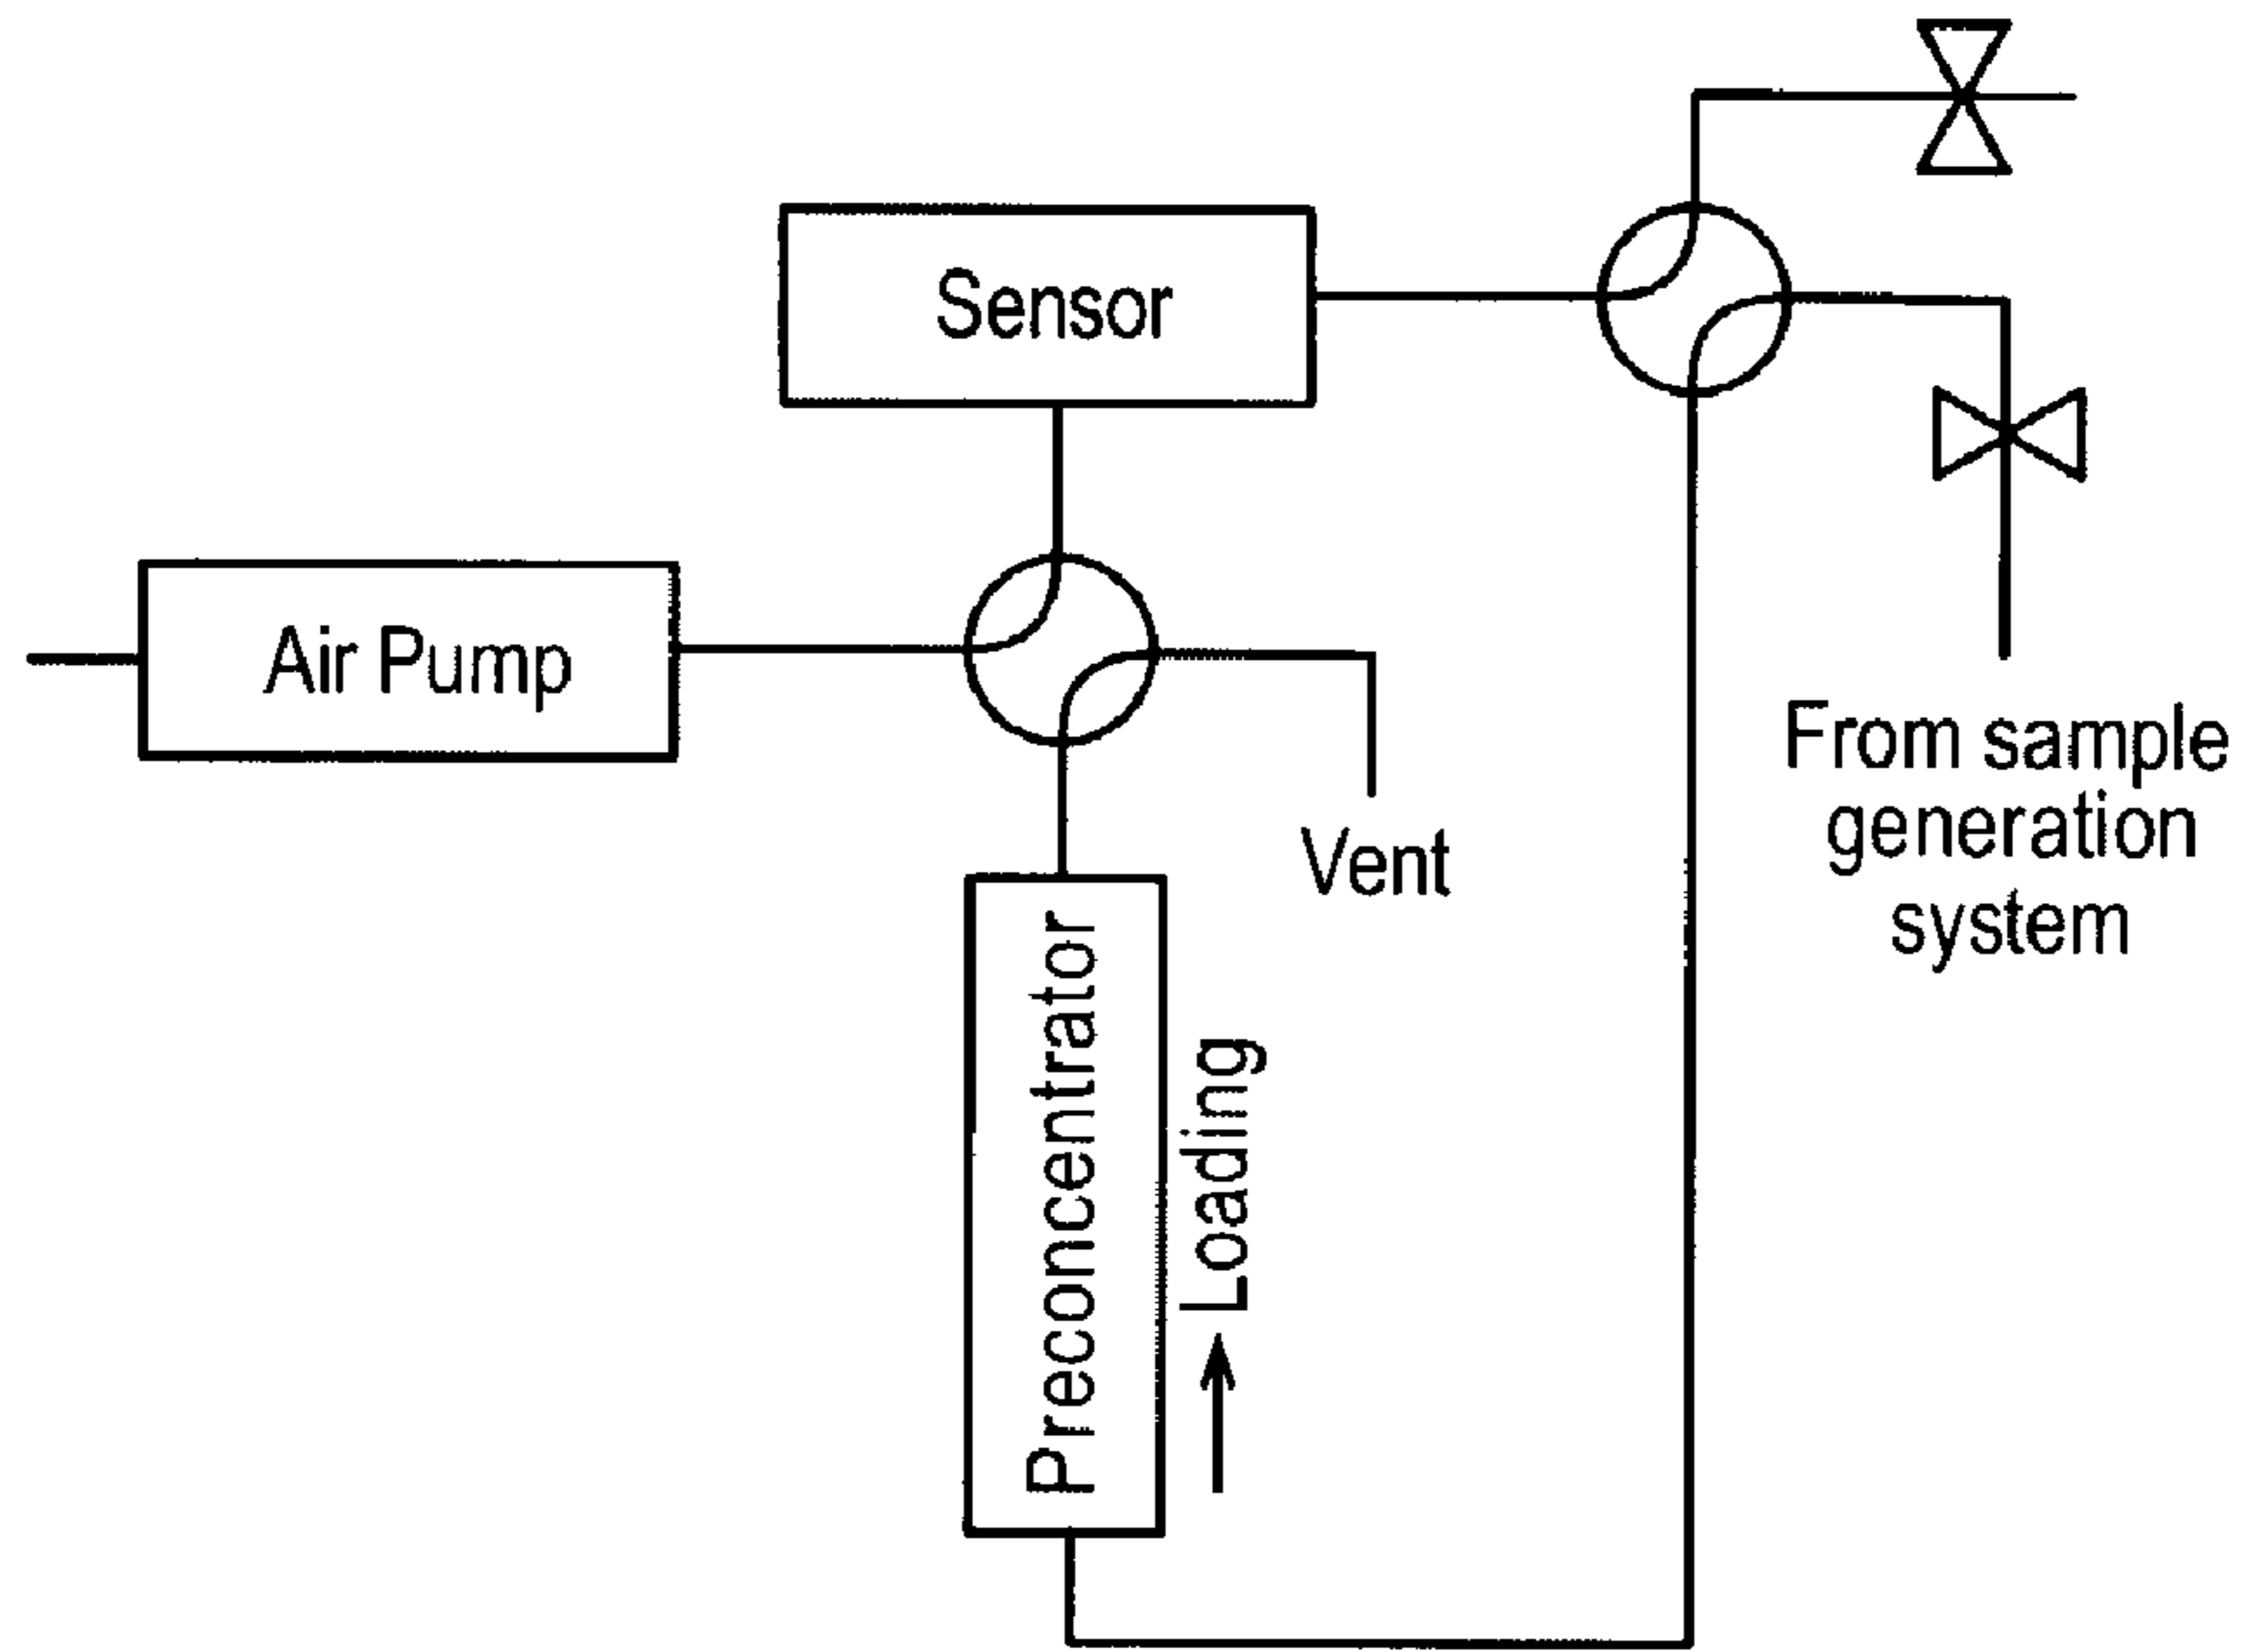 Sensor
Air Pump
From sample
generation
system
Vent
Preconcentrator
Loading